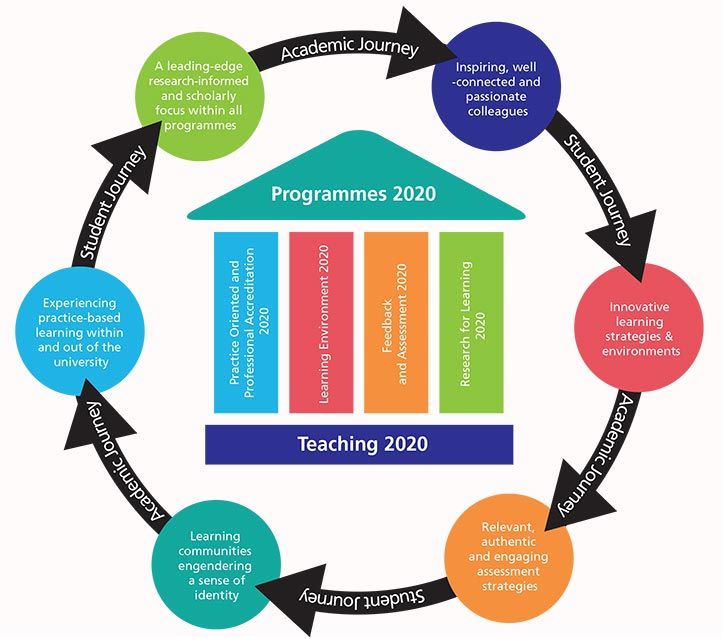 Academic Journey
A leading-edge
research-informed
and scholarly
focus within all
programmes
Inspiring, well
-connected and
passionate
colleagues
Student Journey
Innovative
learning
strategies &
environments
Academic Journey
Relevant,
authentic
and engaging
assessment
strategies
Student Journey
Learning
communities
engendering
a sense of
identity
Academic Journey
Experiencing
practice-based
learning within
and out of the
university
Student Journey
Programmes 2020
Practice Oriented and
Professional Accreditation
2020
Learning Environment 2020
Feedback
and Assessment 2020
Research for Learning
2020
Teaching 2020